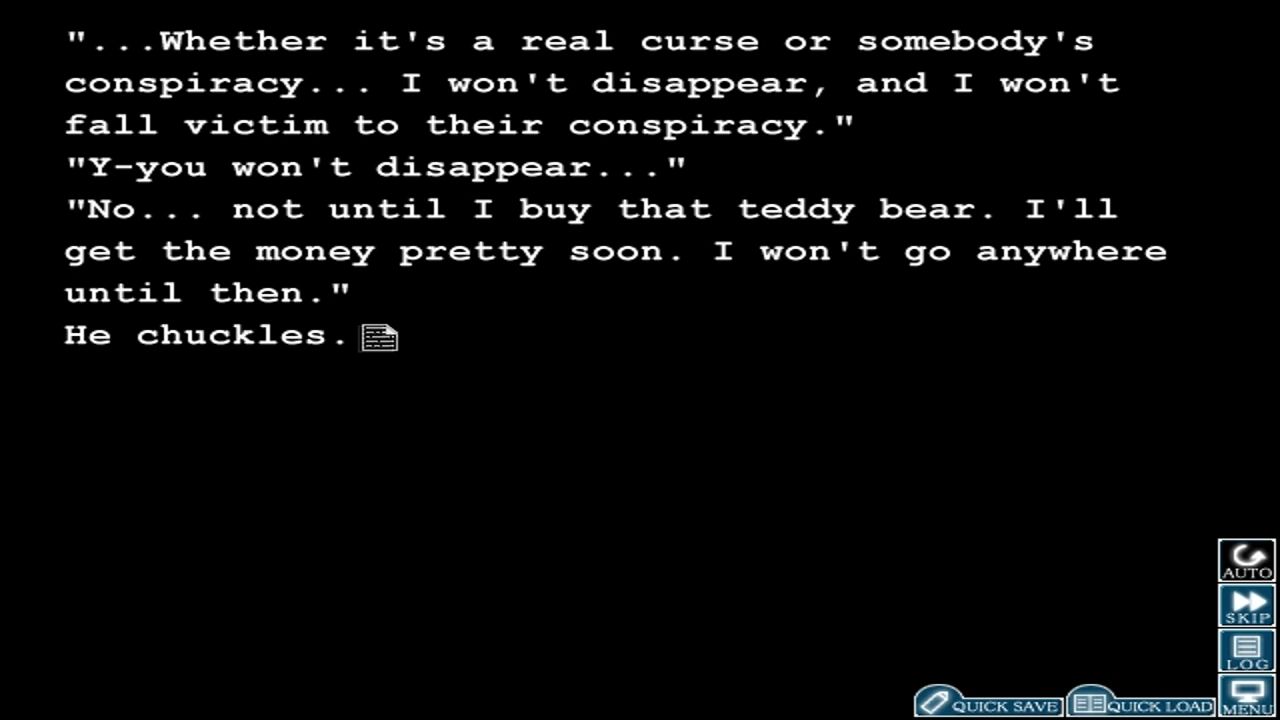 "...Whether it's a real curse or somebody's
conspiracy... I won't disappear, and I won't
fall victim to their conspiracy."
"Y-you won't disappear..."
"No... not until I buy that teddy bear. I'll
get the money pretty soon. I won't go anywhere
until then."
He chuckles.
AUTO
SKIP
LOG
QUICK SAVE QUICK LOAD MENU